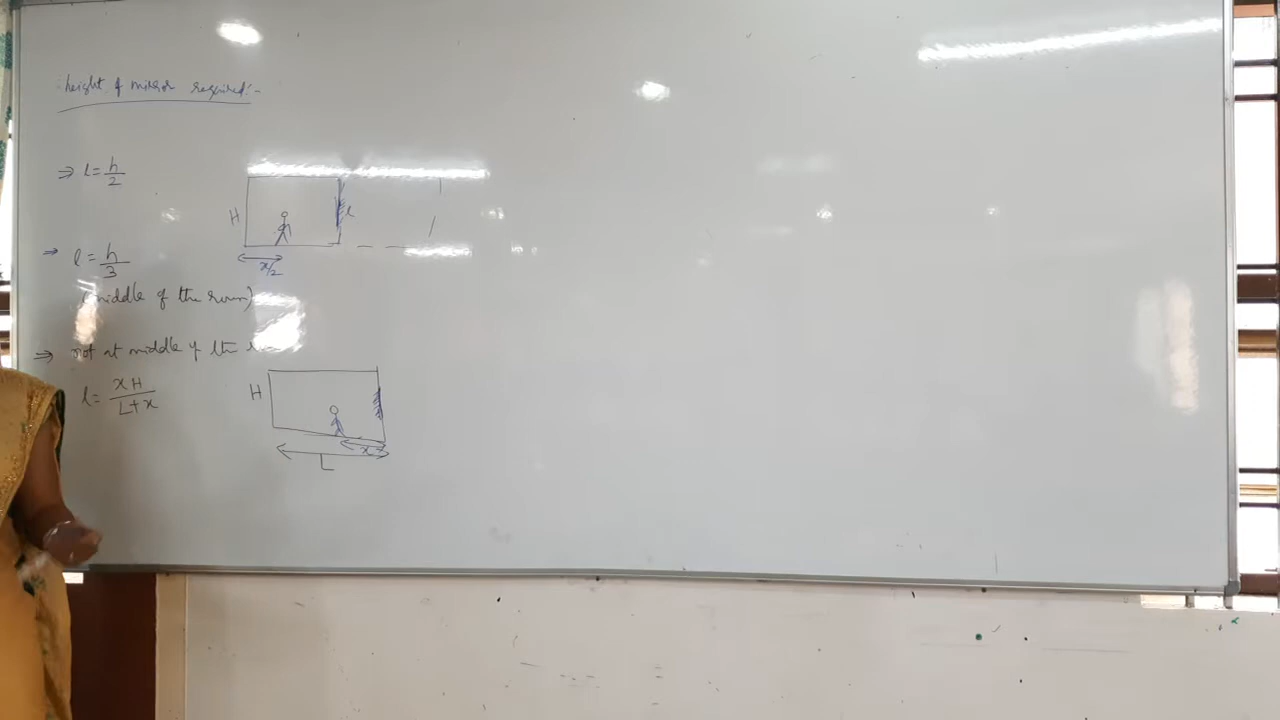 height of mirror required:-
⇒ l = h/2
H
l
x/2
⇒ l = h/3
(middle of the room)
⇒ not at middle of the
l = xH/L+x
H
x
L